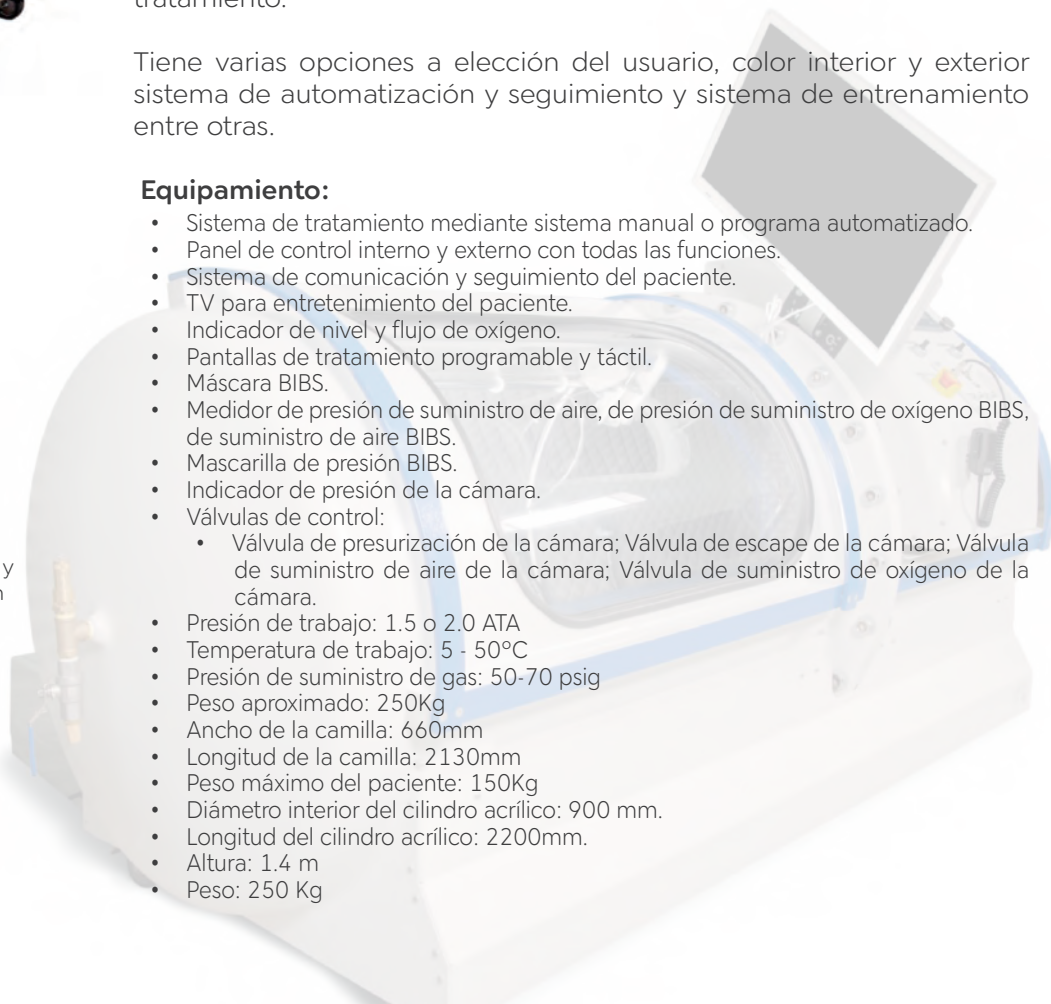 tratamiento.
Tiene varias opciones a elección del usuario, color interior y exterior
sistema de automatización y seguimiento y sistema de entrenamiento
entre otras.
Equipamiento:
• Sistema de tratamiento mediante sistema manual o programa automatizado.
• Panel de control interno y externo con todas las funciones.
• Sistema de comunicación y seguimiento del paciente.
• TV para entretenimiento del paciente.
• Indicador de nivel y flujo de oxígeno.
• Pantallas de tratamiento programable y táctil.
• Máscara BIBS.
• Medidor de presión de suministro de aire, de presión de suministro de oxígeno BIBS,
de suministro de aire BIBS.
• Mascarilla de presión BIBS.
• Indicador de presión de la cámara.
• Válvulas de control:
• Válvula de presurización de la cámara; Válvula de escape de la cámara; Válvula
de suministro de aire de la cámara; Válvula de suministro de oxígeno de la
cámara.
• Presión de trabajo: 1.5 o 2.0 ATA
• Temperatura de trabajo: 5 - 50ºC
• Presión de suministro de gas: 50-70 psig
• Peso aproximado: 250Kg
• Ancho de la camilla: 660mm
• Longitud de la camilla: 2130mm
• Peso máximo del paciente: 150Kg
• Diámetro interior del cilindro acrílico: 900 mm.
• Longitud del cilindro acrílico: 2200mm.
• Altura: 1.4 m
• Peso: 250 Kg
y